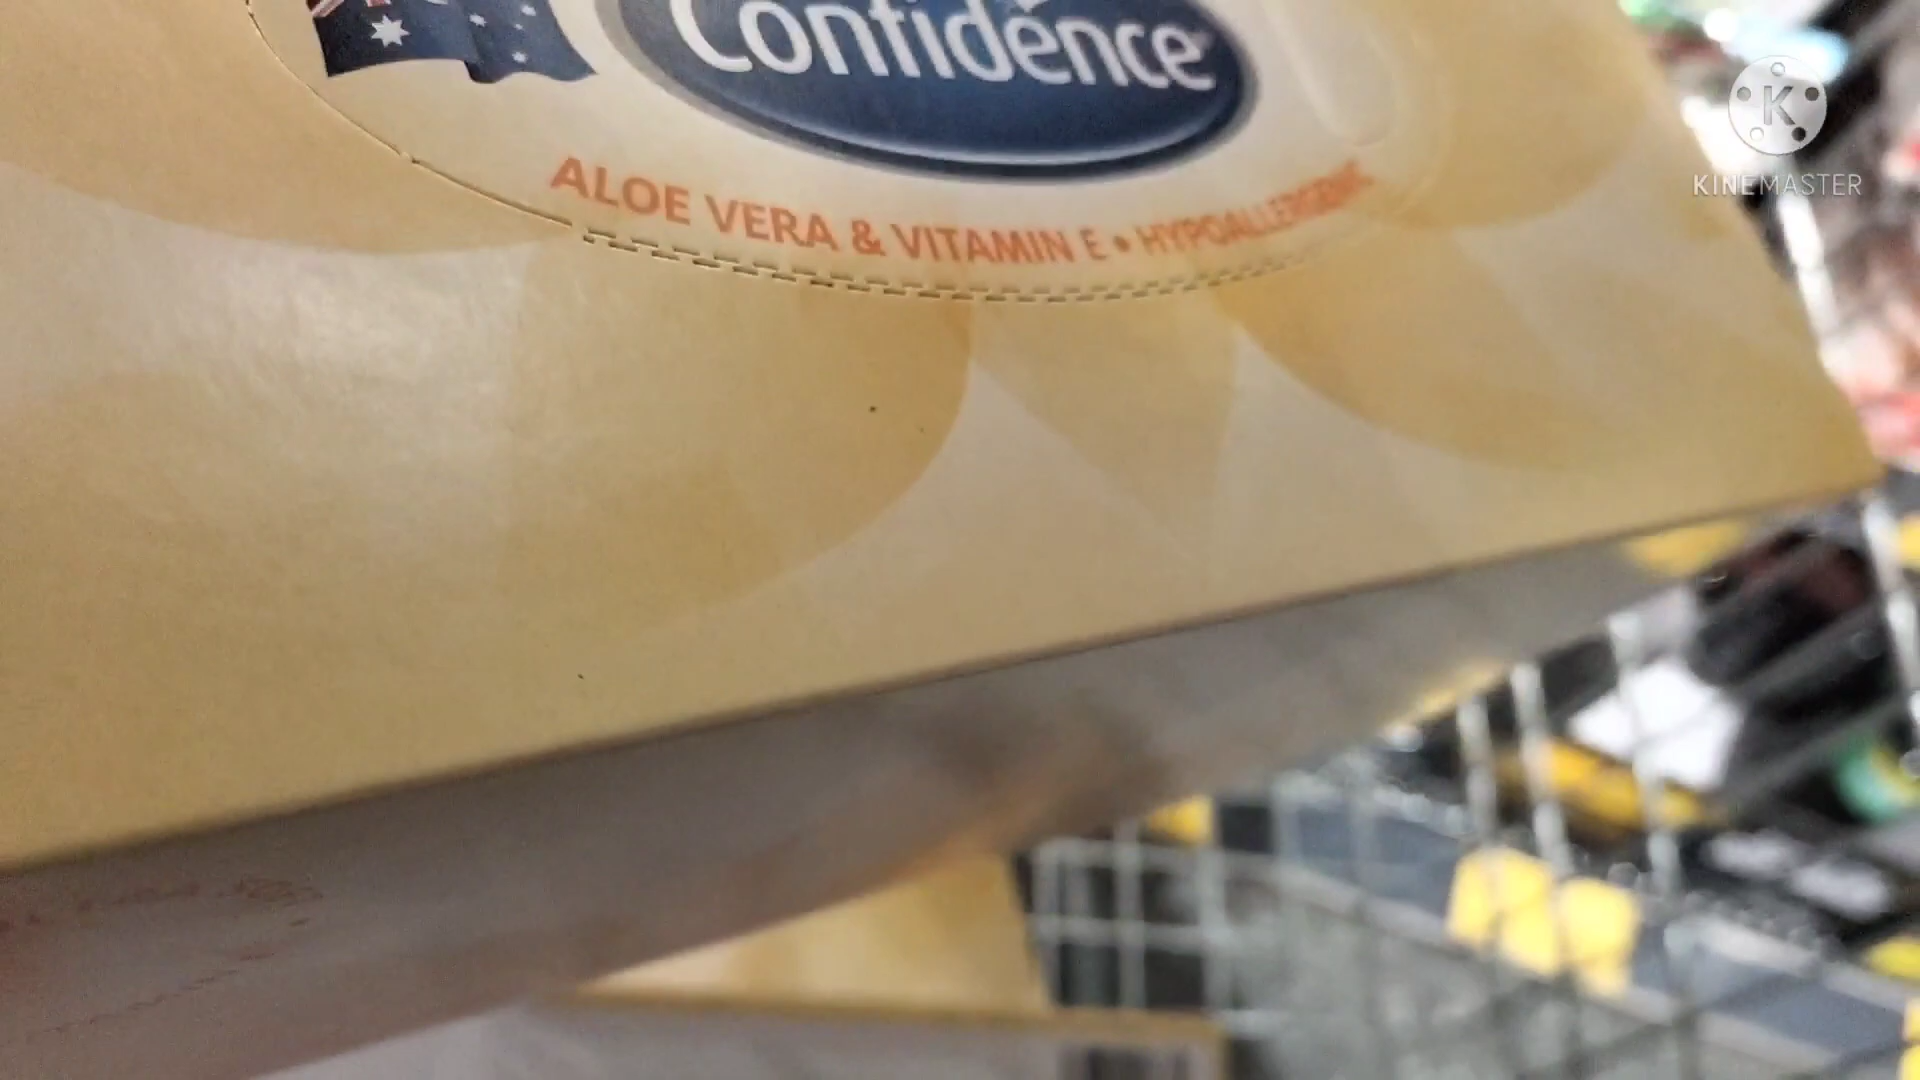 Confidence
ALOE VERA & VITAMIN E • HYPOALLERGENIC
K
KINEMASTER